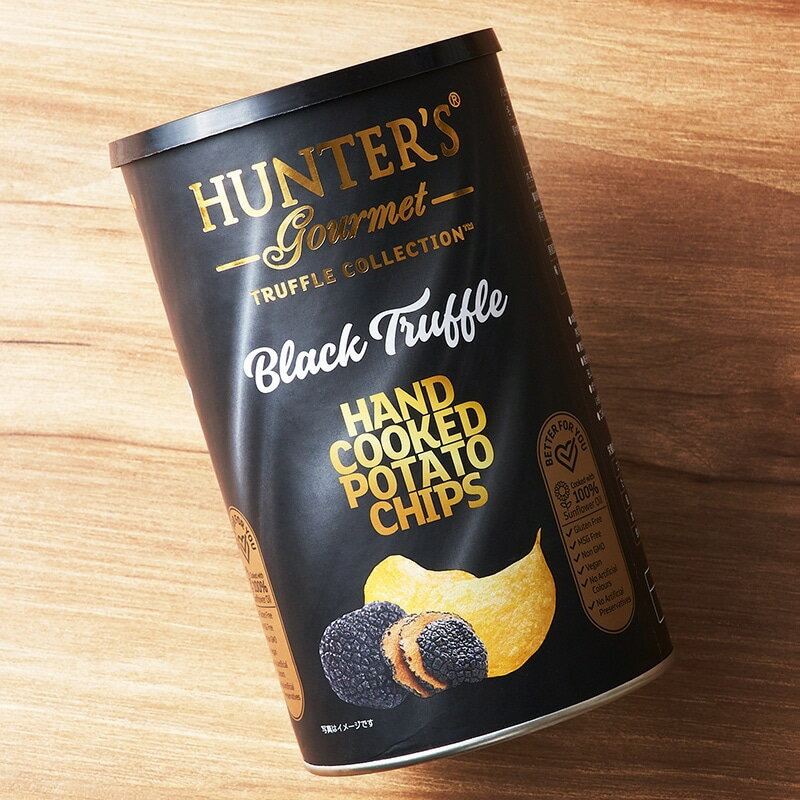 HUNTER'S®
Gourmet
TRUFFLE COLLECTION™
Black Truffle
HAND
COOKED
POTATO
CHIPS
写真はイメージです
BETTER FOR YOU
Cooked with
100%
Sunflower Oil
Gluten Free
MSG Free
Non GMO
Vegan
No Artificial
Colours
No Artificial
Preservatives